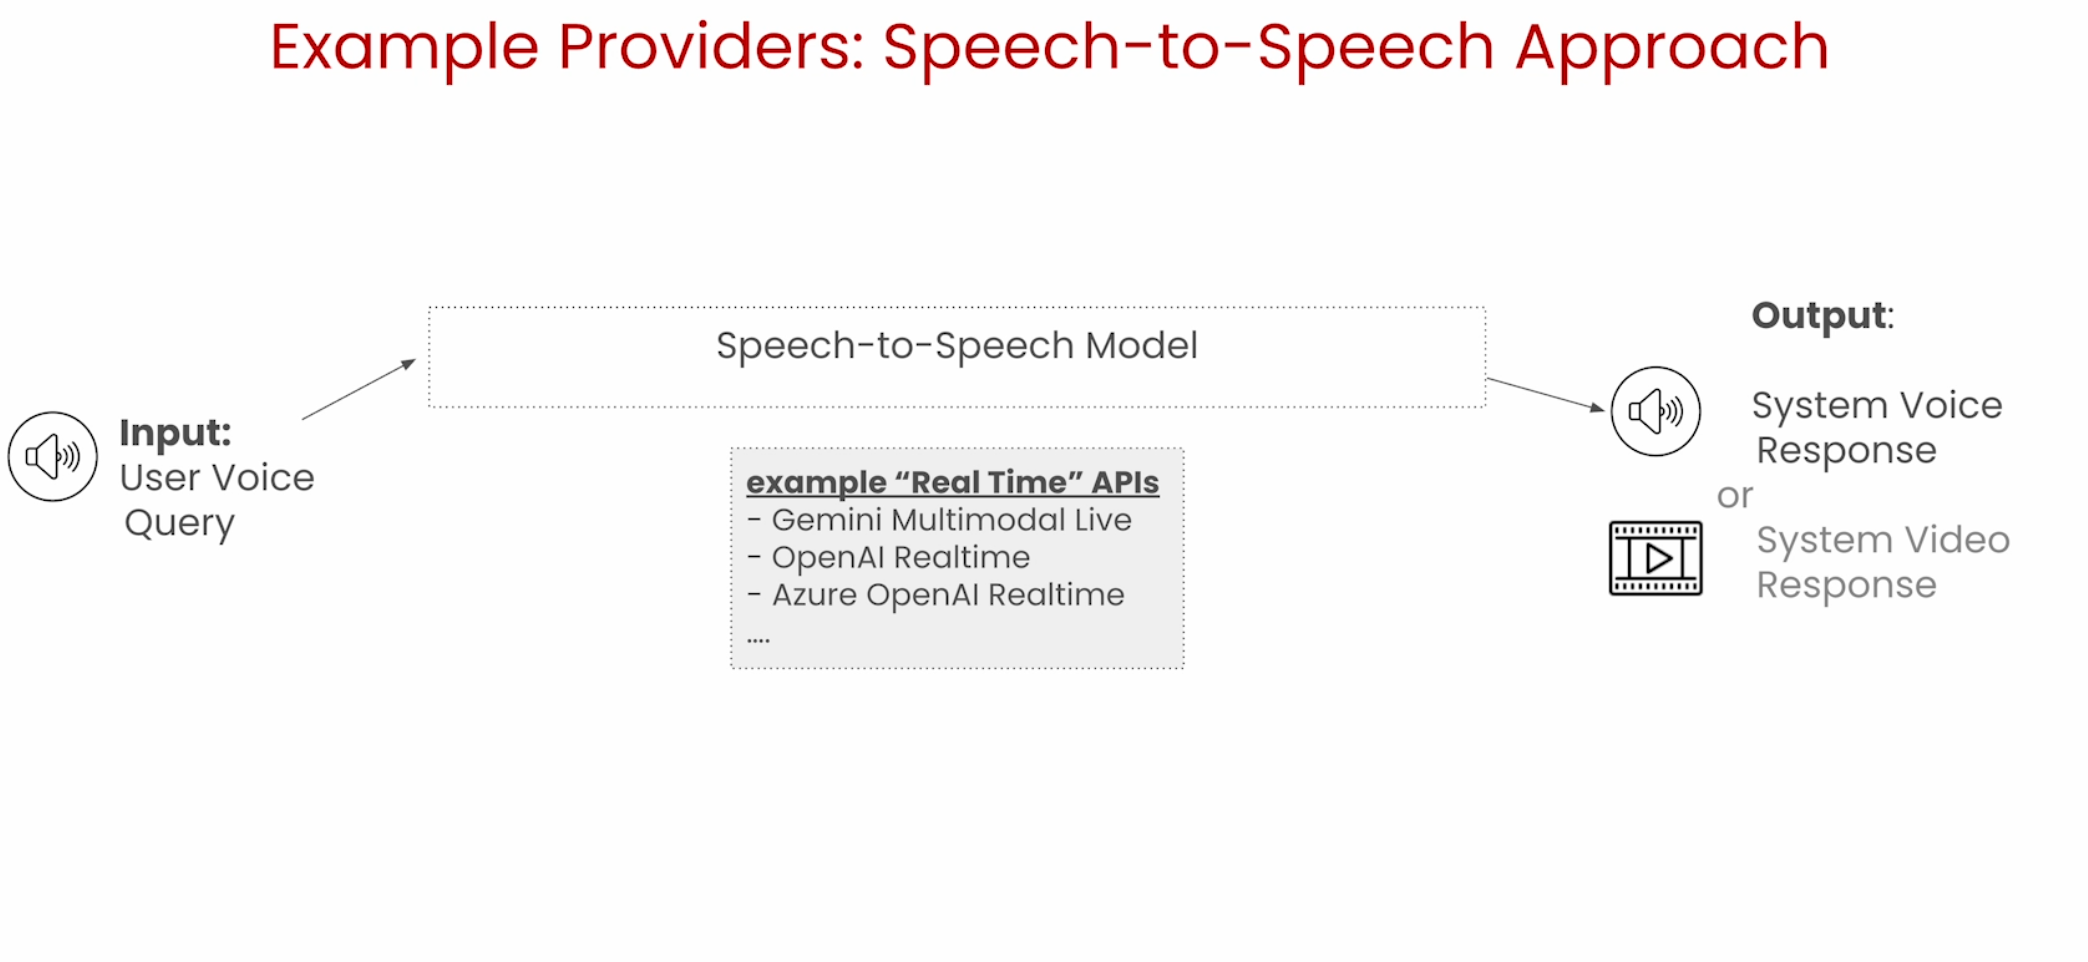 Example Providers: Speech-to-Speech Approach
Speech-to-Speech Model
Input:
User Voice
Query
example “Real Time” APIs
- Gemini Multimodal Live
- OpenAI Realtime
- Azure OpenAI Realtime
....
Output:
System Voice
Response
or
System Video
Response